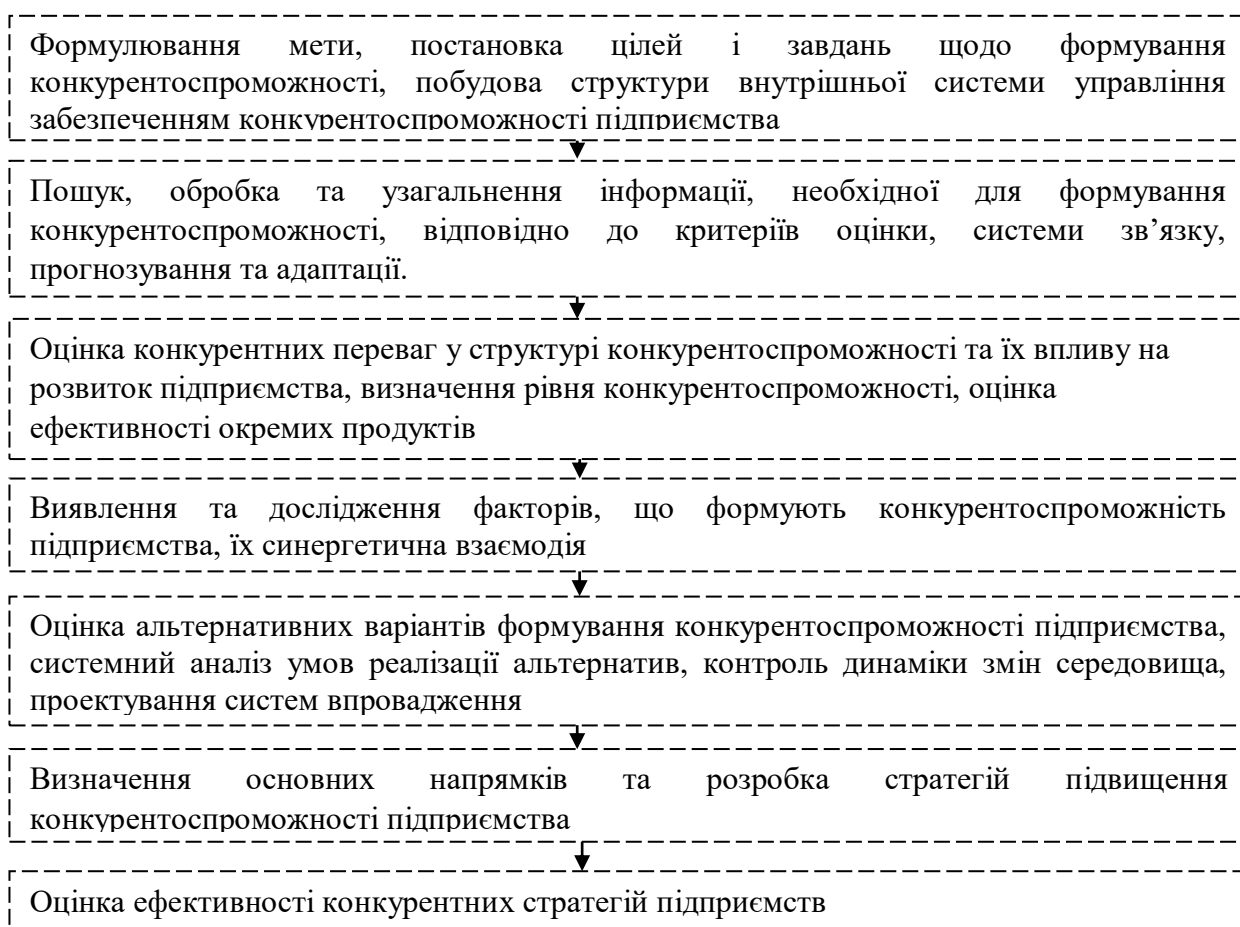 Формулювання мети, постановка цілей і завдань щодо формування
конкурентоспроможності, побудова структури внутрішньої системи управління
забезпеченням конкурентоспроможності підприємства
Пошук, обробка та узагальнення інформації, необхідної для формування
конкурентоспроможності, відповідно до критеріїв оцінки, системи зв’язку,
прогнозування та адаптації.
Оцінка конкурентних переваг у структурі конкурентоспроможності та їх впливу на
розвиток підприємства, визначення рівня конкурентоспроможності, оцінка
ефективності окремих продуктів
Виявлення та дослідження факторів, що формують конкурентоспроможність
підприємства, їх синергетична взаємодія
Оцінка альтернативних варіантів формування конкурентоспроможності підприємства,
системний аналіз умов реалізації альтернатив, контроль динаміки змін середовища,
проектування систем впровадження
Визначення основних напрямків та розробка стратегій підвищення
конкурентоспроможності підприємства
Оцінка ефективності конкурентних стратегій підприємств